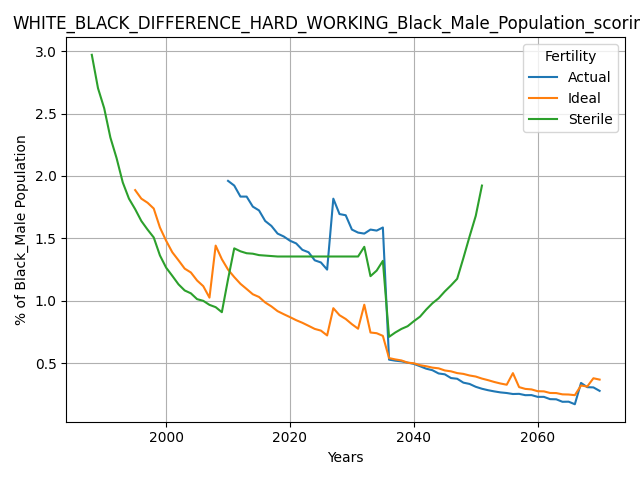 WHITE_BLACK_DIFFERENCE_HARD_WORKING_Black_Male_Population_scorin
Fertility
Actual
Ideal
Sterile
% of Black_Male Population
3.0
2.5
2.0
1.5
1.0
0.5
2000
2020
2040
2060
Years